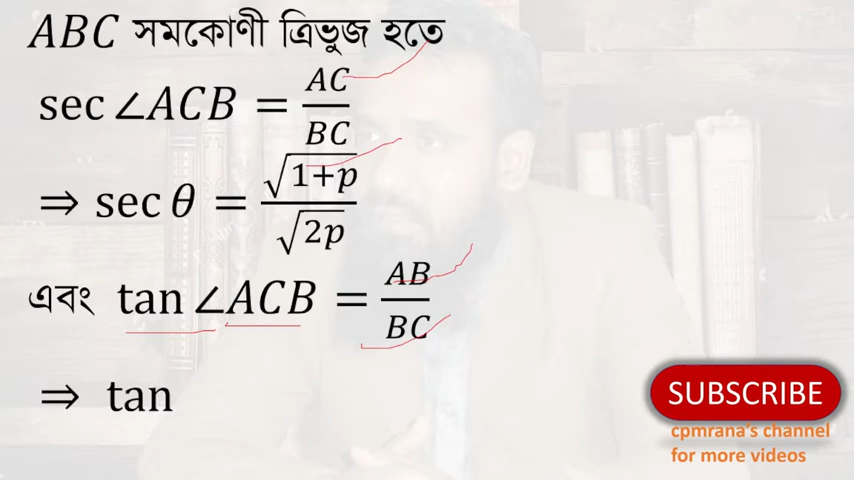 ABC সমকোণী ত্রিভুজ হতে
sec ∠ACB = AC/BC
⇒ sec θ = √(1+p)/√(2p)
এবং tan ∠ACB = AB/BC
⇒ tan
SUBSCRIBE
cpmrana's channel
for more videos